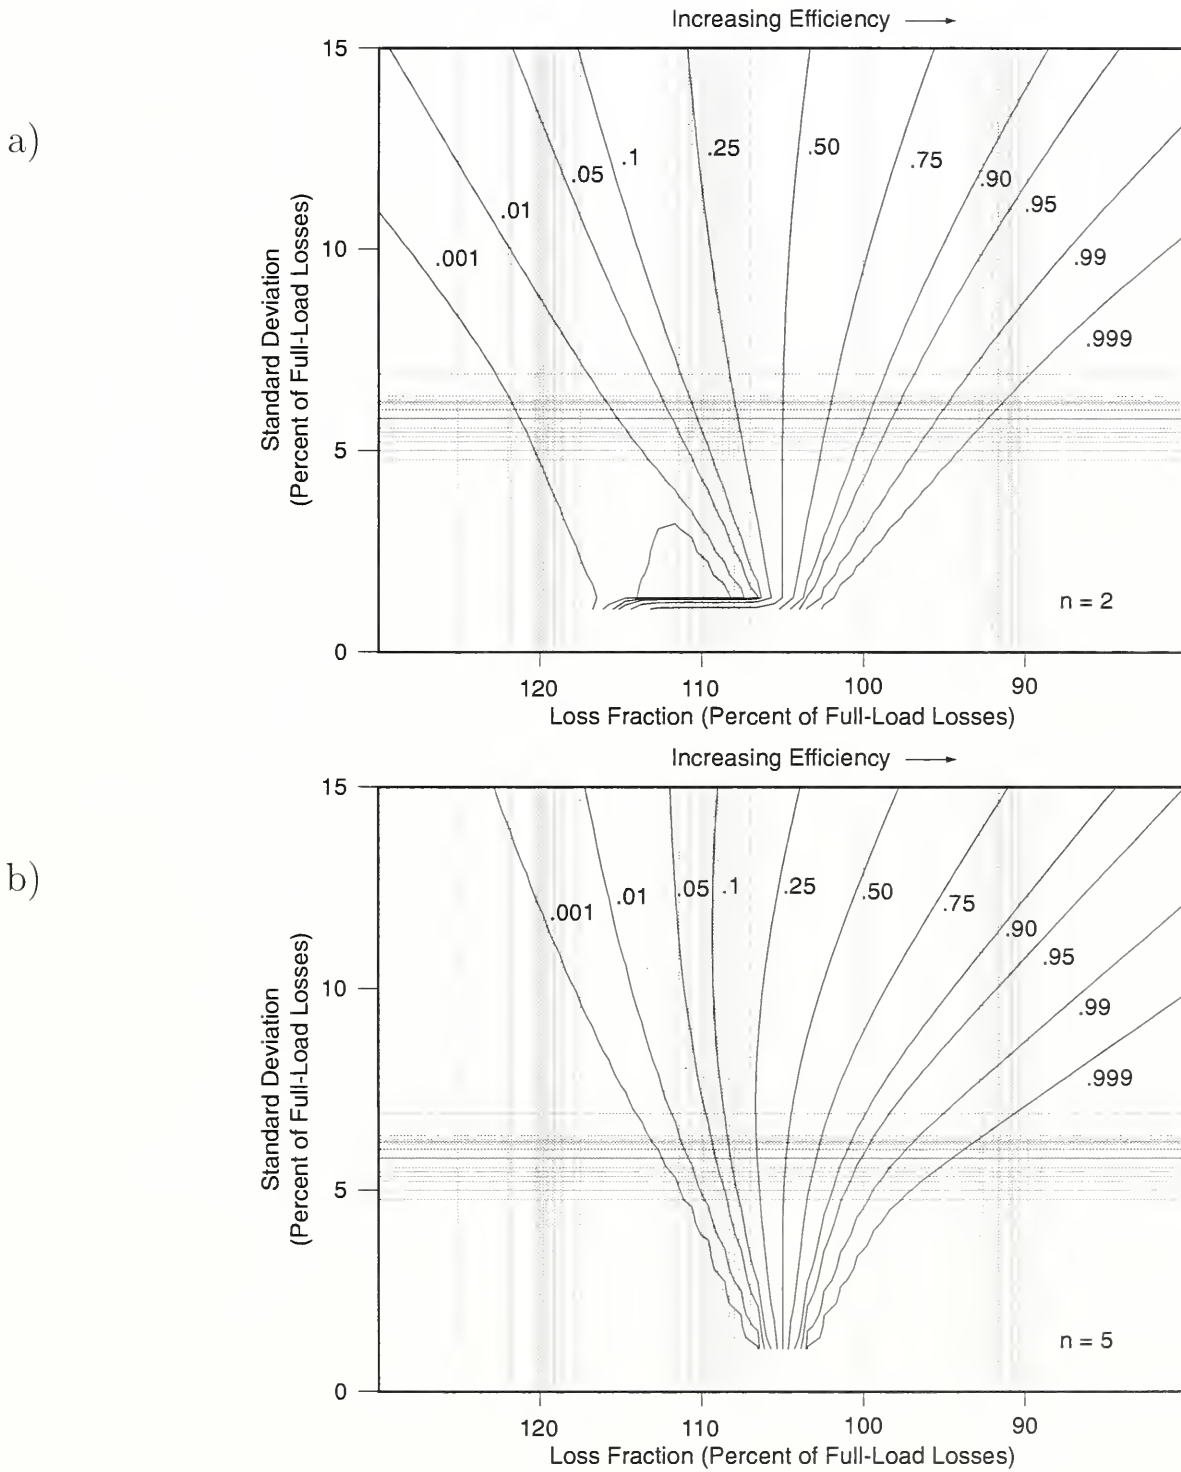 a)
Increasing Efficiency →
15
10
5
0
Standard Deviation
(Percent of Full-Load Losses)
.001
.01
.05
.1
.25
.50
.75
.90
.95
.99
.999
n = 2
120 110 100 90
Loss Fraction (Percent of Full-Load Losses)
b)
Increasing Efficiency →
15
10
5
0
Standard Deviation
(Percent of Full-Load Losses)
.001
.01
.05
.1
.25
.50
.75
.90
.95
.99
.999
n = 5
120 110 100 90
Loss Fraction (Percent of Full-Load Losses)